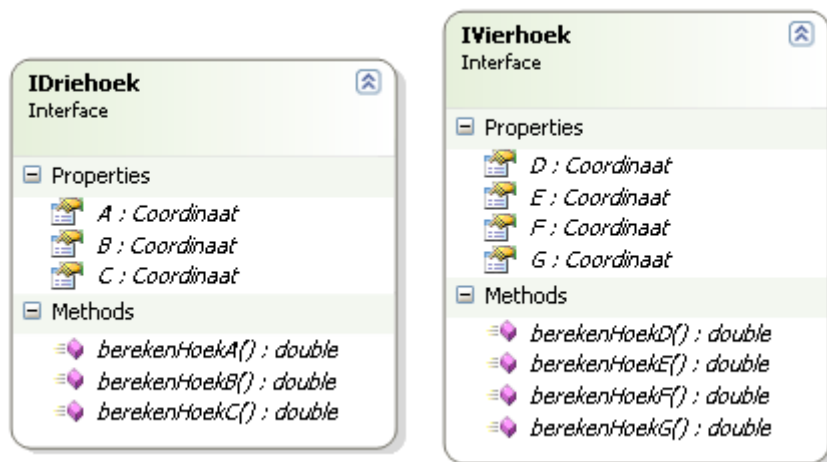 IDriehoek
Interface
Properties
A : Coordinaat
B : Coordinaat
C : Coordinaat
Methods
berekenHoekA() : double
berekenHoekB() : double
berekenHoekC() : double
IVierhoek
Interface
Properties
D : Coordinaat
E : Coordinaat
F : Coordinaat
G : Coordinaat
Methods
berekenHoekD() : double
berekenHoekE() : double
berekenHoekF() : double
berekenHoekG() : double